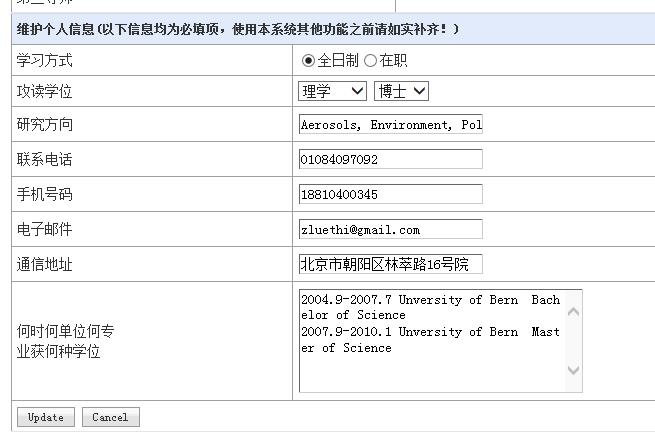 维护个人信息(以下信息均为必填项，使用本系统其他功能之前请如实补齐！)
学习方式 全日制 在职
攻读学位 理学 博士
研究方向 Aerosols, Environment, Pol
联系电话 01084097092
手机号码 18810400345
电子邮件 zluethi@gmail.com
通信地址 北京市朝阳区林萃路16号院
何时何单位何专
业获何种学位
2004.9-2007.7 Unversity of Bern Bach
elor of Science
2007.9-2010.1 Unversity of Bern Mast
er of Science
Update Cancel